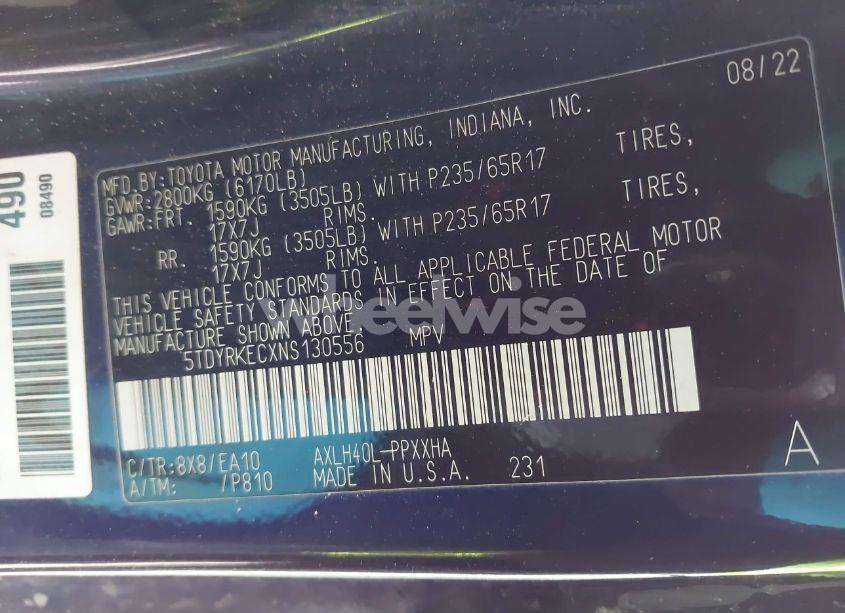 08/22
MFD.BY:TOYOTA MOTOR MANUFACTURING, INDIANA, INC.
GVWR:2800KG (6170LB)
GAWR:FRT. 1590KG (3505LB) WITH P235/65R17 TIRES,
17X7J RIMS.
RR. 1590KG (3505LB) WITH P235/65R17 TIRES,
17X7J RIMS.
THIS VEHICLE CONFORMS TO ALL APPLICABLE FEDERAL MOTOR
VEHICLE SAFETY STANDARDS IN EFFECT ON THE DATE OF
MANUFACTURE SHOWN ABOVE.
5TDYRKECXNS130556 MPV
C/TR:8X8/EA10 AXLH40L-PPXXHA
A/TM: /P810 MADE IN U.S.A. 231
A
490
08490
wheelwise